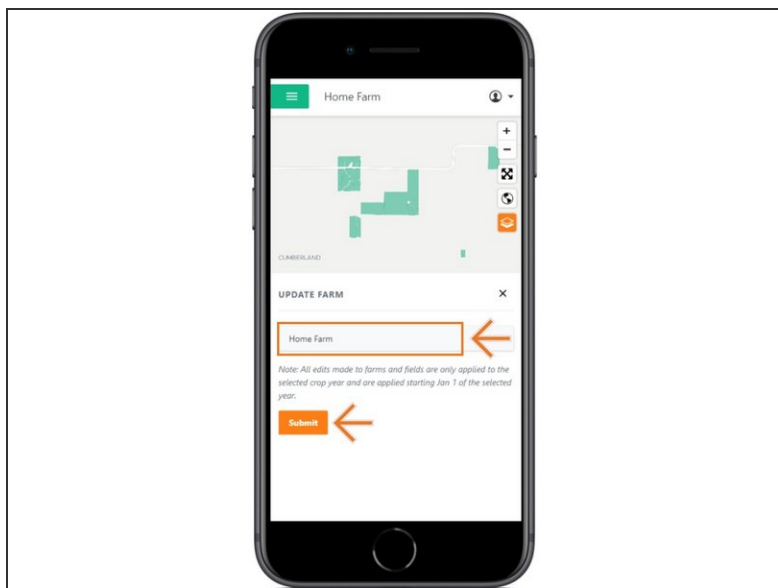 Home Farm
+
−
CUMBERLAND
UPDATE FARM ×
Home Farm
Note: All edits made to farms and fields are only applied to the
selected crop year and are applied starting Jan 1 of the selected
year.
Submit